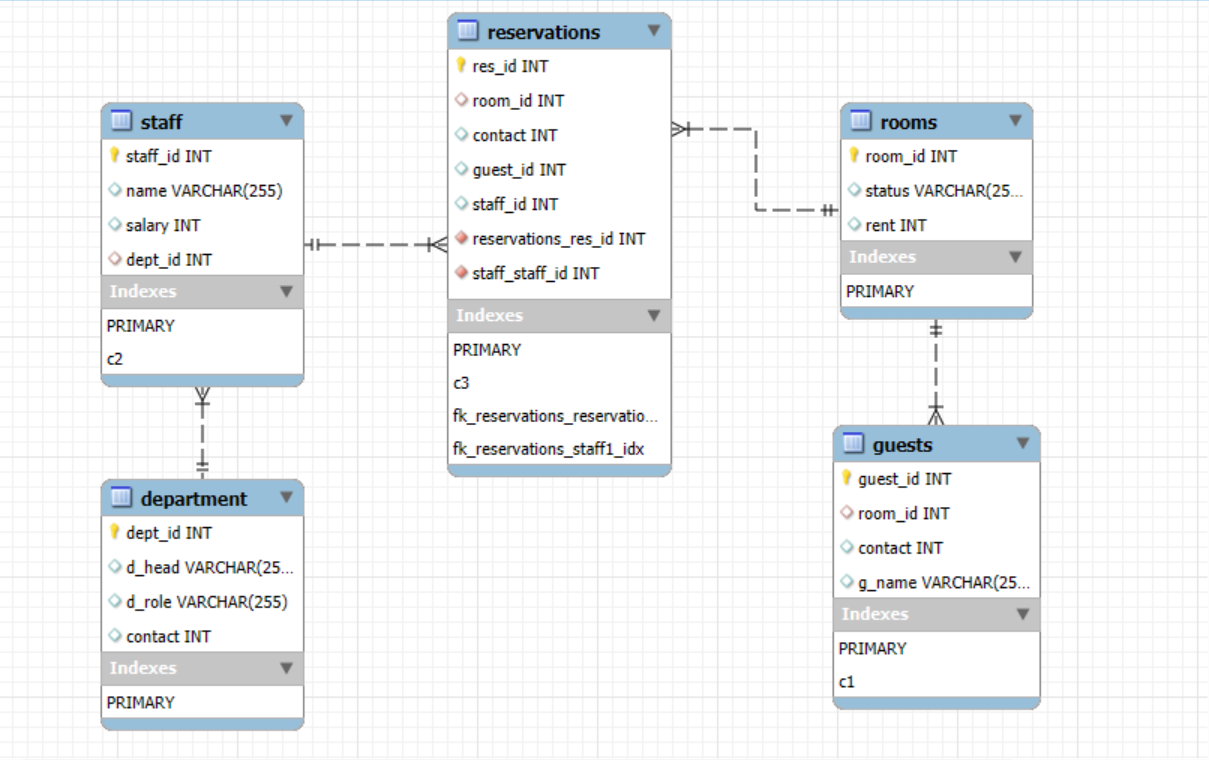 reservations
res_id INT
room_id INT
contact INT
guest_id INT
staff_id INT
reservations_res_id INT
staff_staff_id INT
Indexes
PRIMARY
c3
fk_reservations_reservatio...
fk_reservations_staff1_idx
staff
staff_id INT
name VARCHAR(255)
salary INT
dept_id INT
Indexes
PRIMARY
c2
rooms
room_id INT
status VARCHAR(25...
rent INT
Indexes
PRIMARY
department
dept_id INT
d_head VARCHAR(25...
d_role VARCHAR(255)
contact INT
Indexes
PRIMARY
guests
guest_id INT
room_id INT
contact INT
g_name VARCHAR(25...
Indexes
PRIMARY
c1